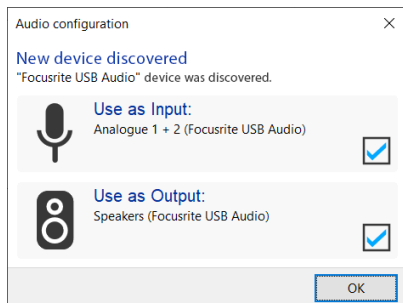 Audio configuration
New device discovered
"Focusrite USB Audio" device was discovered.
Use as Input:
Analogue 1 + 2 (Focusrite USB Audio)
Use as Output:
Speakers (Focusrite USB Audio)
OK